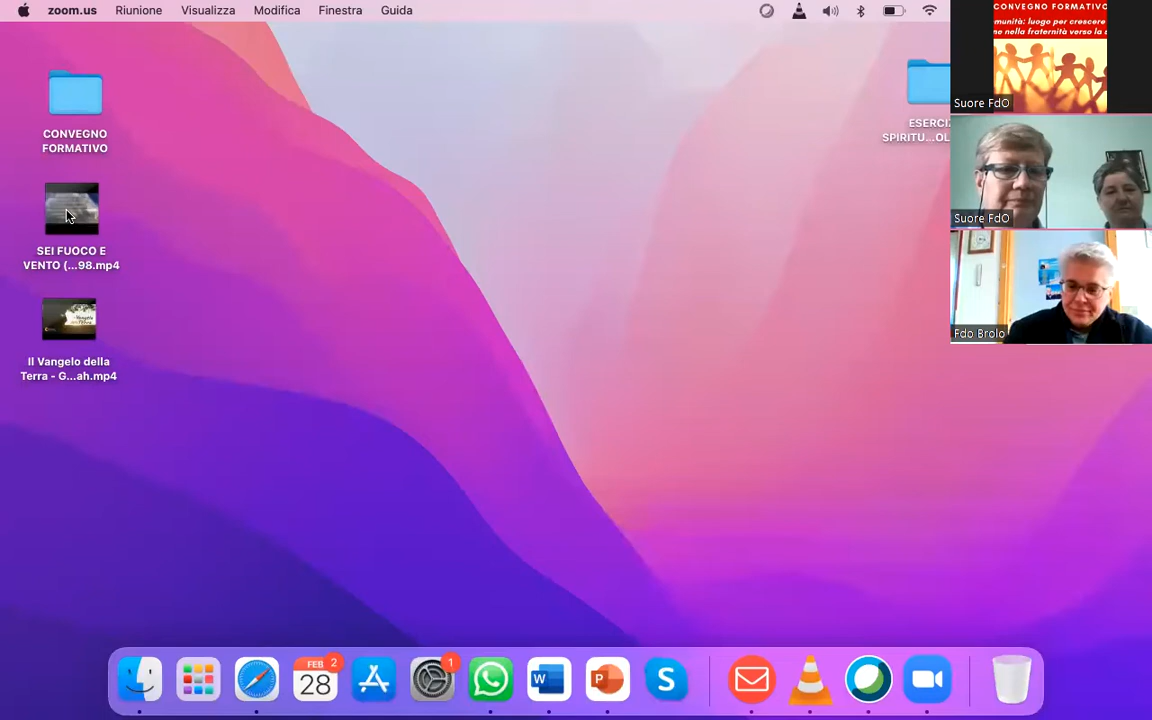 zoom.us Riunione Visualizza Modifica Finestra Guida
CONVEGNO FORMATIVO
munità: luogo per crescere
ne nella fraternità verso la
Suore FdO
CONVEGNO
FORMATIVO
ESERCIZ
SPIRITU...OL
Suore FdO
SEI FUOCO E
VENTO (...98.mp4
Fdo Brolo
Il Vangelo della
Terra - G...ah.mp4
FEB
28
2
1
W
P
S